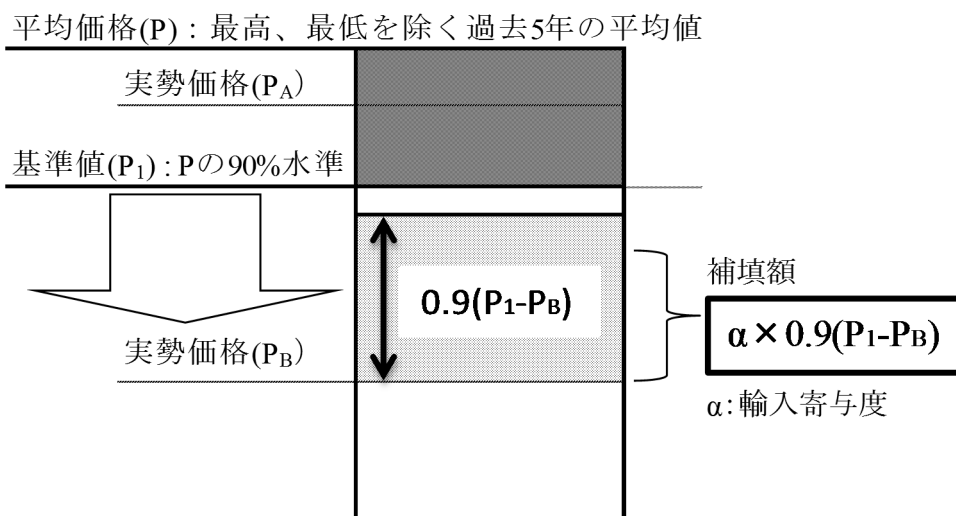 平均価格(P)：最高、最低を除く過去5年の平均値
実勢価格(PA)
基準値(P1)：Pの90%水準
0.9(P1-PB)
補填額
α×0.9(P1-PB)
実勢価格(PB)
α：輸入寄与度